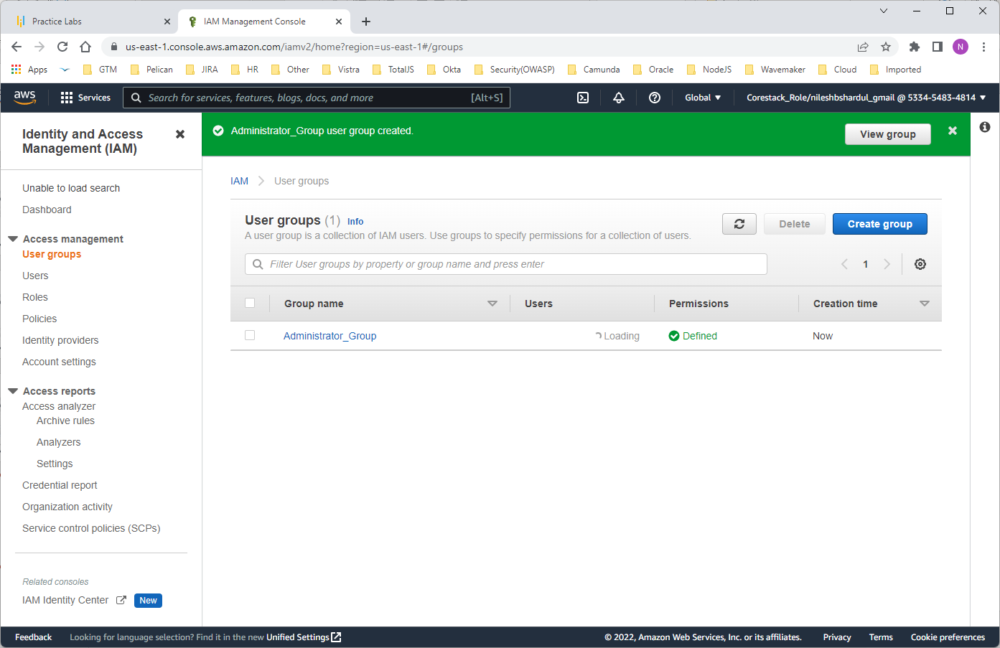 Practice Labs
IAM Management Console
us-east-1.console.aws.amazon.com/iamv2/home?region=us-east-1#/groups
N
Apps
GTM
Pelican
JIRA
HR
Other
Vistra
TotalJS
Okta
Security(OWASP)
Camunda
Oracle
NodeJS
Wavemaker
Cloud
Imported
aws
Services
Search for services, features, blogs, docs, and more
[Alt+S]
Global
Corestack_Role/nileshbshardul_gmail @ 5334-5483-4814
Identity and Access
Management (IAM)
Unable to load search
Dashboard
Access management
User groups
Users
Roles
Policies
Identity providers
Account settings
Access reports
Access analyzer
Archive rules
Analyzers
Settings
Credential report
Organization activity
Service control policies (SCPs)
Related consoles
IAM Identity Center
New
Administrator_Group user group created.
View group
IAM
User groups
User groups (1) Info
A user group is a collection of IAM users. Use groups to specify permissions for a collection of users.
Delete
Create group
Filter User groups by property or group name and press enter
1
Group name
Users
Permissions
Creation time
Administrator_Group
Loading
Defined
Now
Feedback
Looking for language selection? Find it in the new Unified Settings
© 2022, Amazon Web Services, Inc. or its affiliates.
Privacy
Terms
Cookie preferences